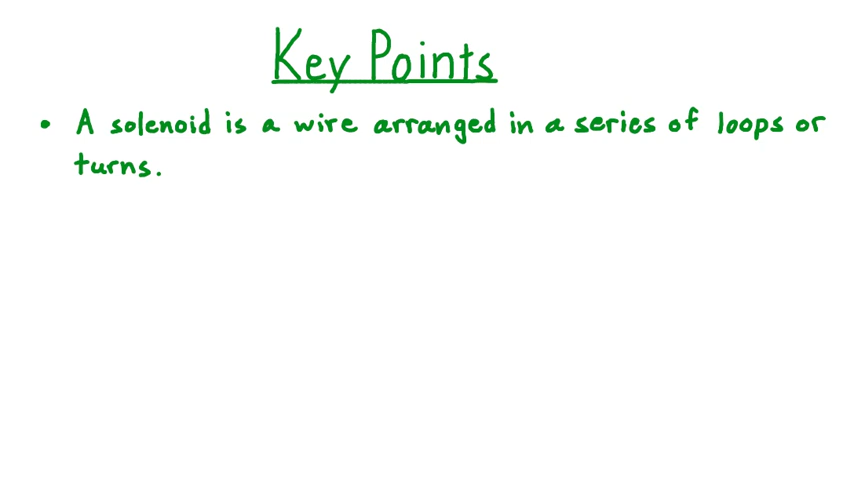 Key Points
• A solenoid is a wire arranged in a series of loops or
turns.